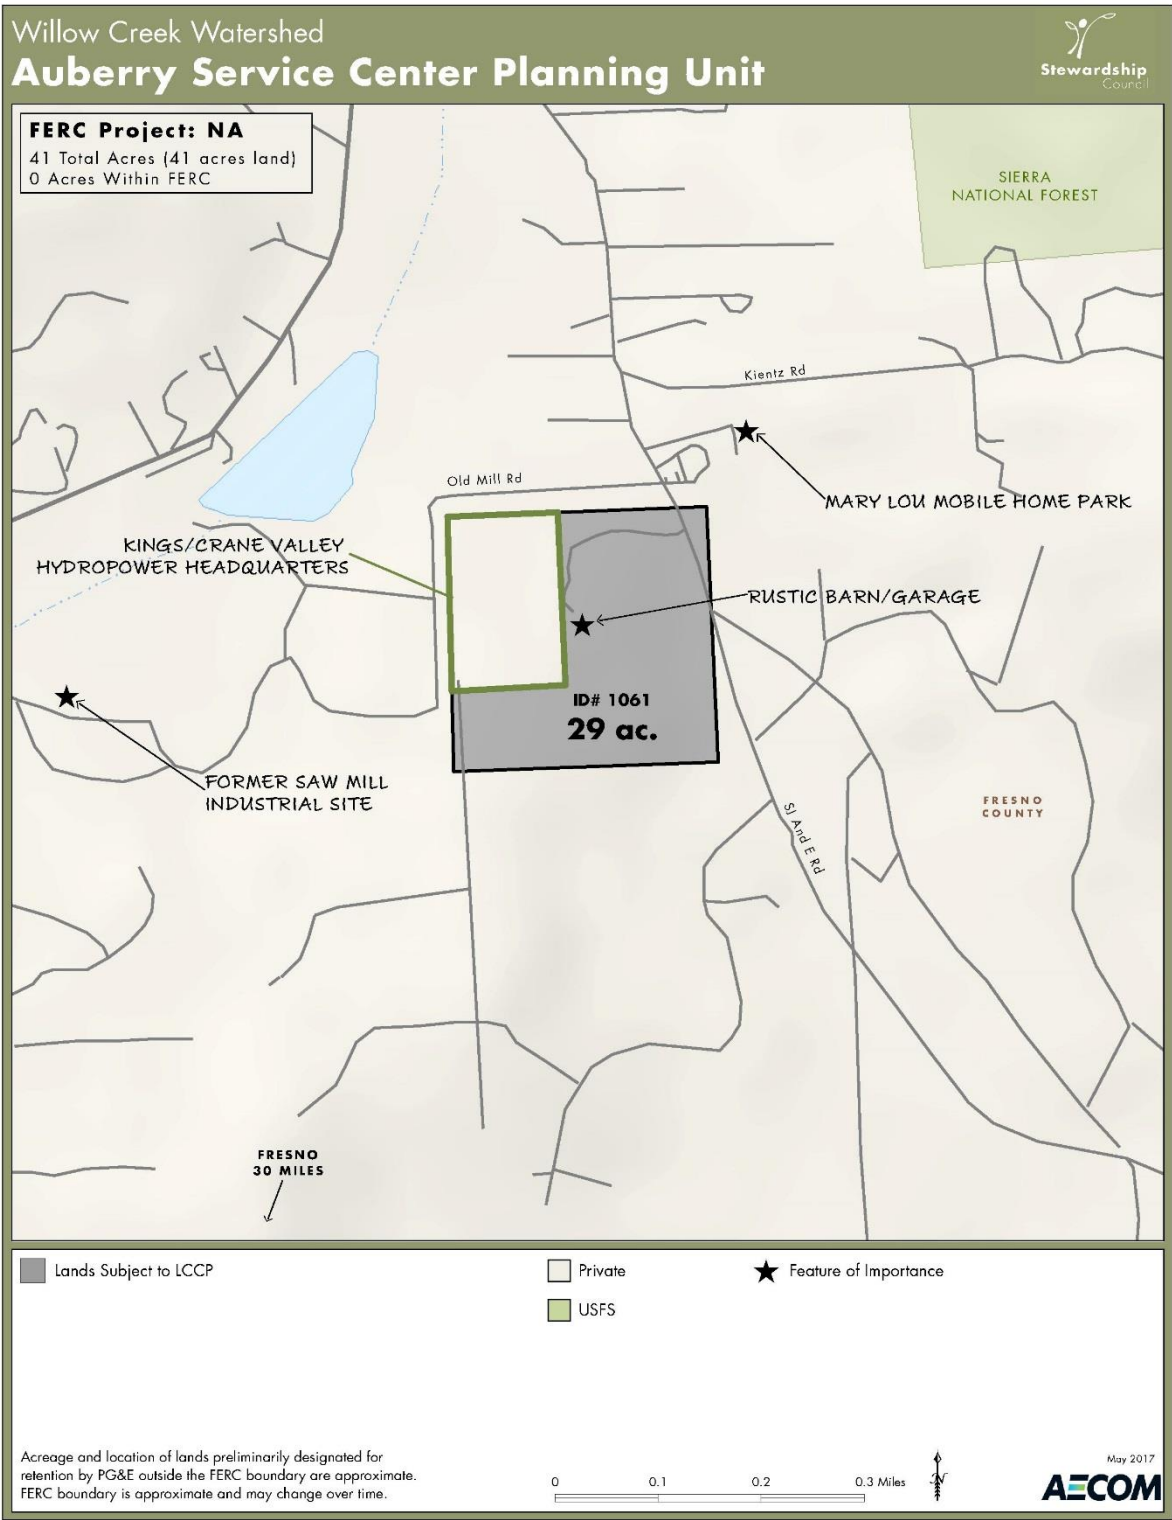 Willow Creek Watershed
Auberry Service Center Planning Unit
Stewardship
Council
FERC Project: NA
41 Total Acres (41 acres land)
0 Acres Within FERC
SIERRA
NATIONAL FOREST
Kientz Rd
MARY LOU MOBILE HOME PARK
Old Mill Rd
KINGS/CRANE VALLEY
HYDROPOWER HEADQUARTERS
RUSTIC BARN/GARAGE
ID# 1061
29 ac.
FORMER SAW MILL
INDUSTRIAL SITE
FRESNO
COUNTY
SJ And E Rd
FRESNO
30 MILES
Lands Subject to LCCP
Private
Feature of Importance
USFS
Acreage and location of lands preliminarily designated for
retention by PG&E outside the FERC boundary are approximate.
FERC boundary is approximate and may change over time.
0 0.1 0.2 0.3 Miles
N
May 2017
AECOM